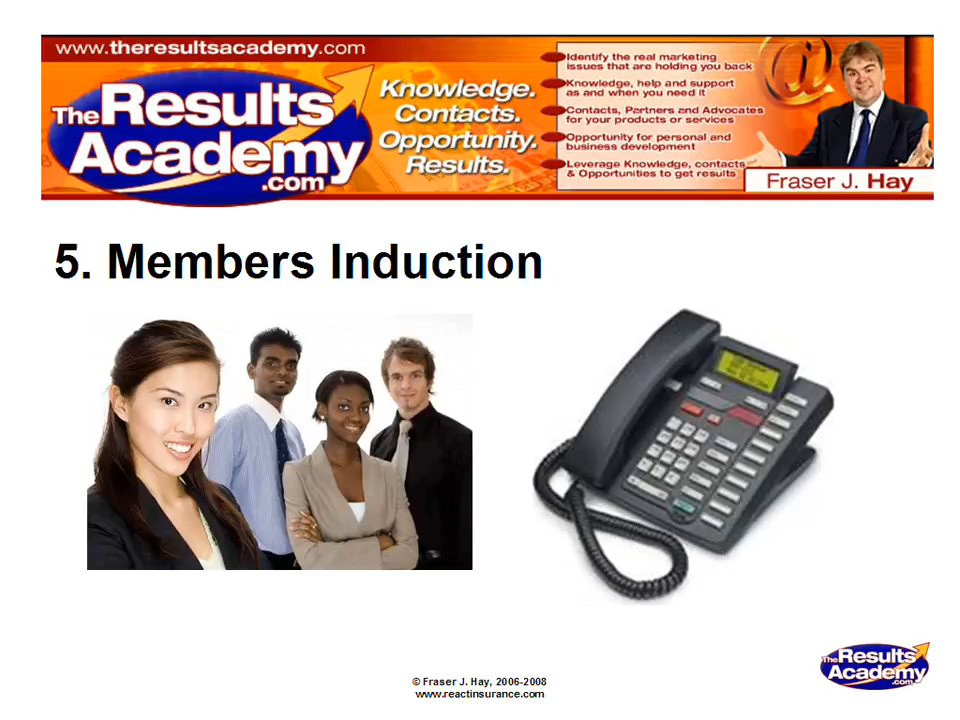 www.theresultsacademy.com
The Results
Academy
.com
Knowledge.
Contacts.
Opportunity.
Results.
Identify the real marketing
issues that are holding you back
Knowledge, help and support
as and when you need it
Contacts, Partners and Advocates
for your products or services
Opportunity for personal and
business development
Leverage Knowledge, contacts
& Opportunities to get results
@
Fraser J. Hay
5. Members Induction
© Fraser J. Hay, 2006-2008
www.reactinsurance.com
The Results
Academy
.com